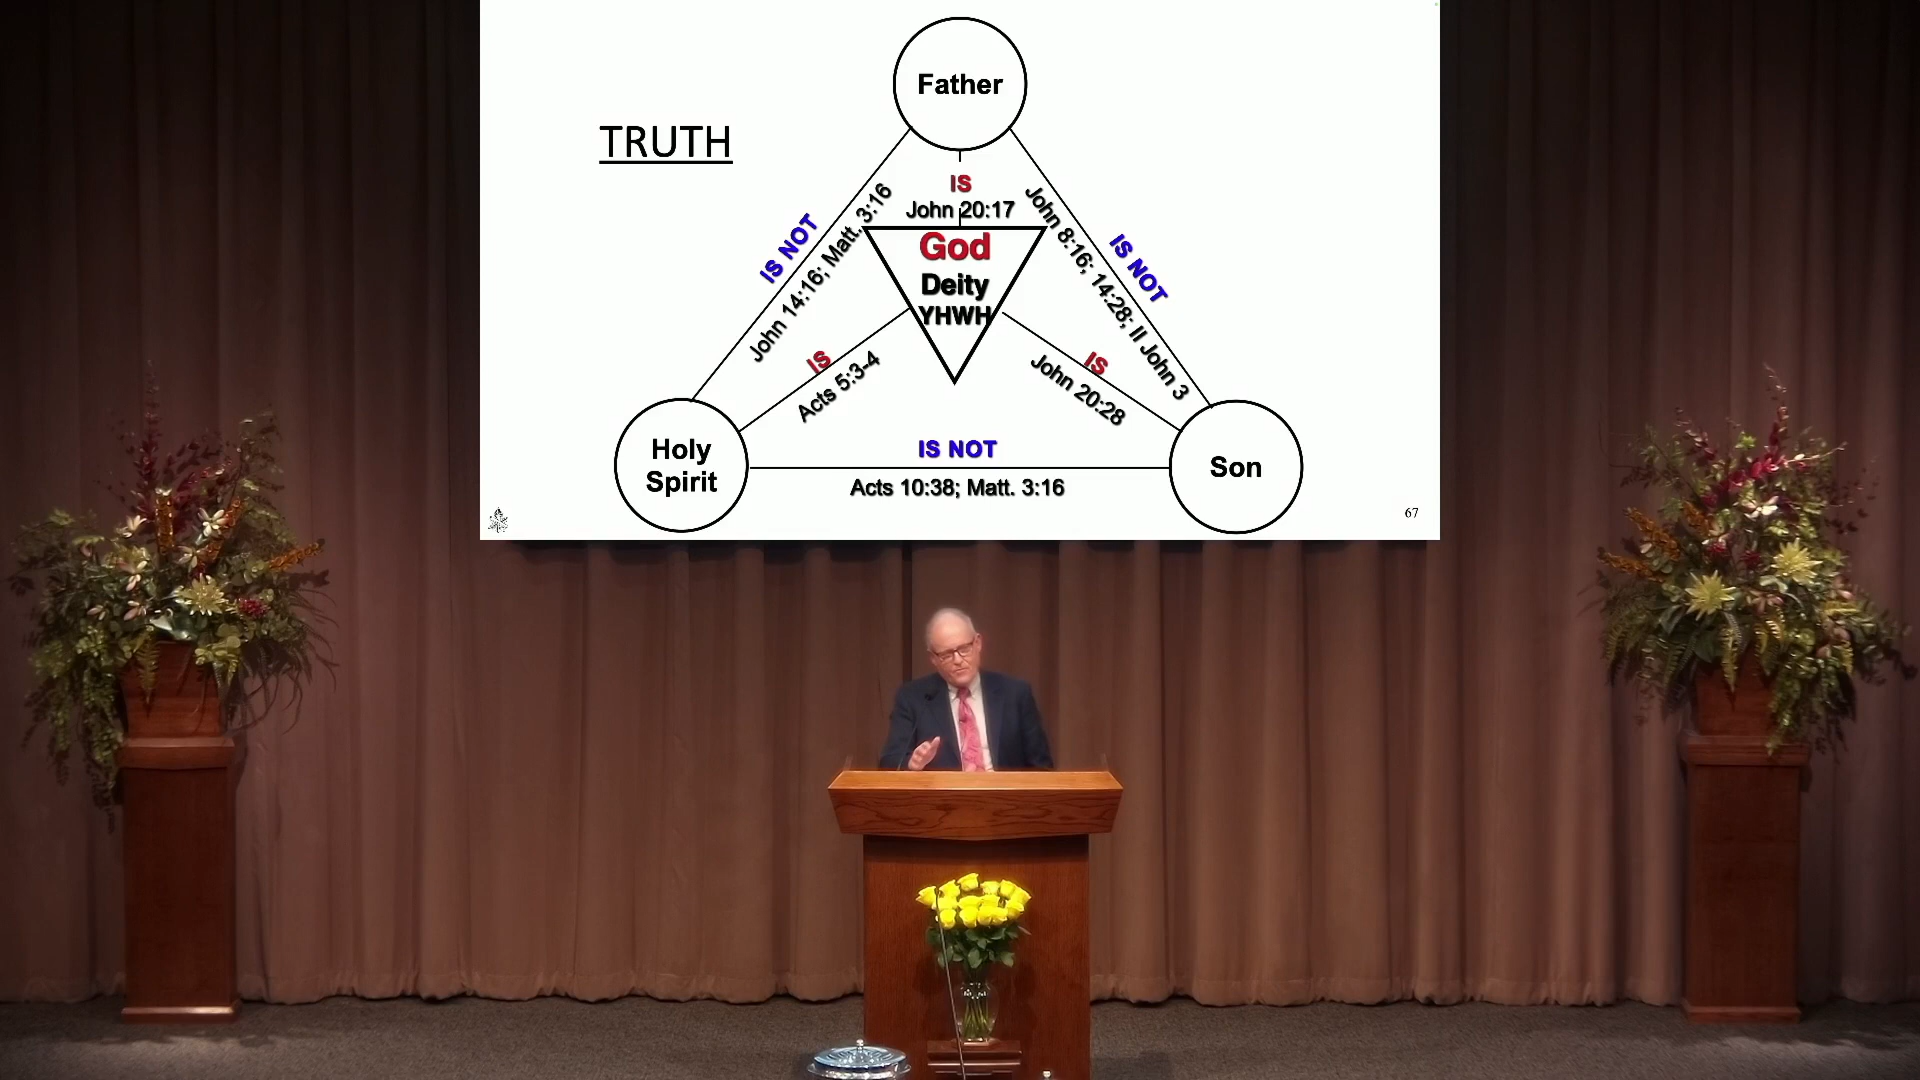 Father
TRUTH
IS
John 20:17
IS NOT
John 14:16; Matt. 3:16
IS NOT
John 8:16; 14:28; II John 3
God
Deity
YHWH
IS
Acts 5:3-4
IS
John 20:28
Holy
Spirit
IS NOT
Acts 10:38; Matt. 3:16
Son
67